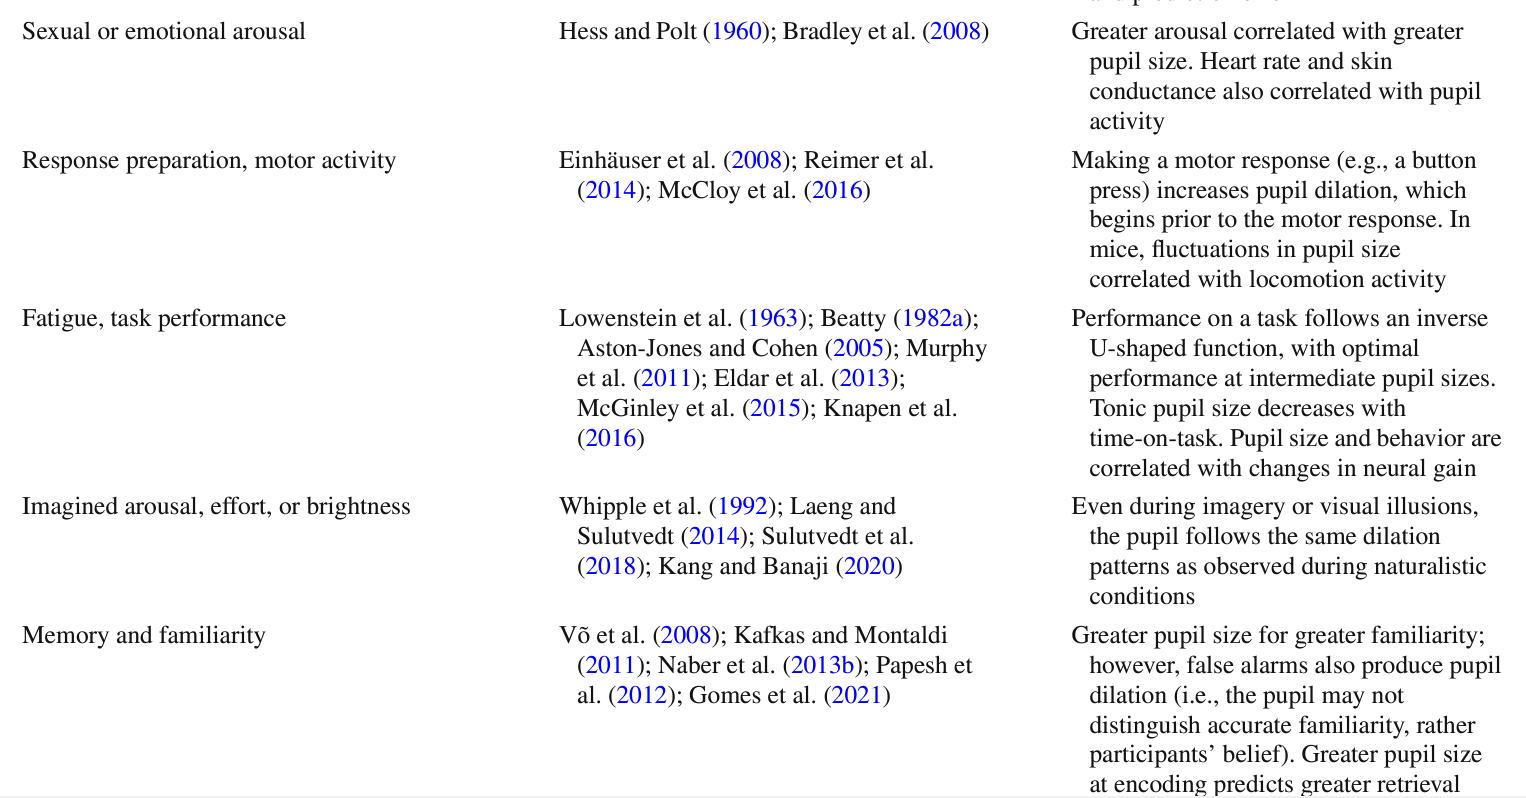 Sexual or emotional arousal
Hess and Polt (1960); Bradley et al. (2008)
Greater arousal correlated with greater
pupil size. Heart rate and skin
conductance also correlated with pupil
activity
Response preparation, motor activity
Einhäuser et al. (2008); Reimer et al.
(2014); McCloy et al. (2016)
Making a motor response (e.g., a button
press) increases pupil dilation, which
begins prior to the motor response. In
mice, fluctuations in pupil size
correlated with locomotion activity
Fatigue, task performance
Lowenstein et al. (1963); Beatty (1982a);
Aston-Jones and Cohen (2005); Murphy
et al. (2011); Eldar et al. (2013);
McGinley et al. (2015); Knapen et al.
(2016)
Performance on a task follows an inverse
U-shaped function, with optimal
performance at intermediate pupil sizes.
Tonic pupil size decreases with
time-on-task. Pupil size and behavior are
correlated with changes in neural gain
Imagined arousal, effort, or brightness
Whipple et al. (1992); Laeng and
Sulutvedt (2014); Sulutvedt et al.
(2018); Kang and Banaji (2020)
Even during imagery or visual illusions,
the pupil follows the same dilation
patterns as observed during naturalistic
conditions
Memory and familiarity
Võ et al. (2008); Kafkas and Montaldi
(2011); Naber et al. (2013b); Papesh et
al. (2012); Gomes et al. (2021)
Greater pupil size for greater familiarity;
however, false alarms also produce pupil
dilation (i.e., the pupil may not
distinguish accurate familiarity, rather
participants' belief). Greater pupil size
at encoding predicts greater retrieval